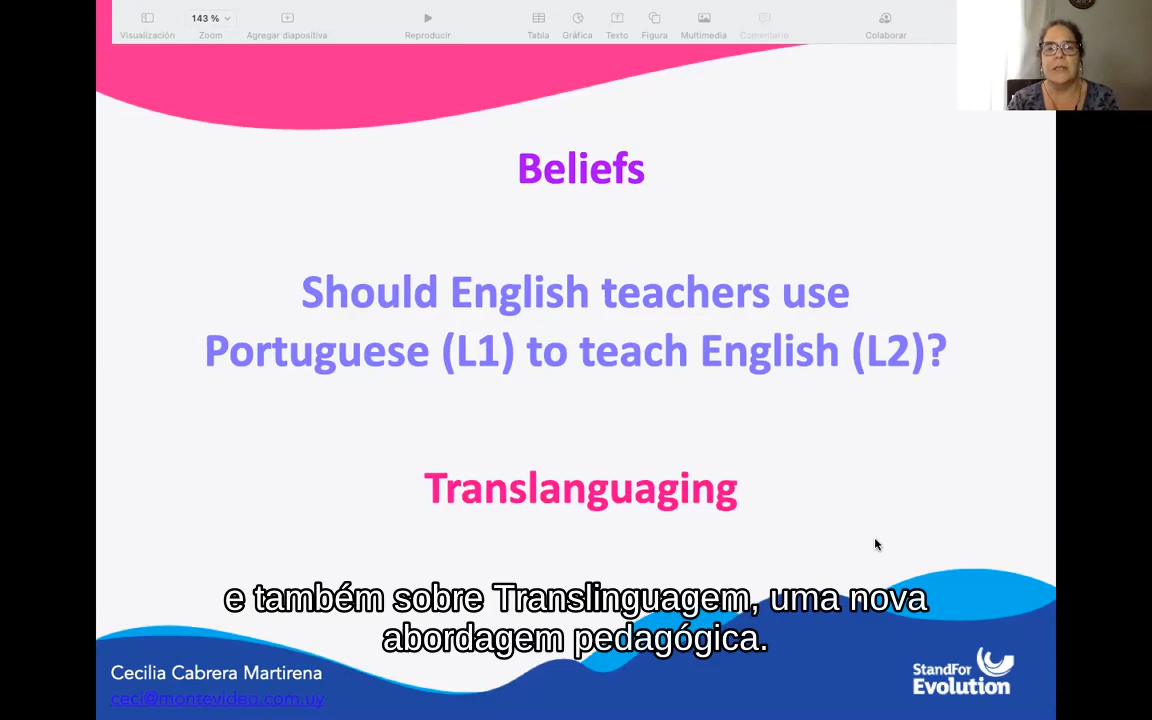 143 %
Visualización
Zoom
Agregar diapositiva
Reproducir
Tabla
Gráfica
Texto
Figura
Multimedia
Comentario
Colaborar
Beliefs
Should English teachers use
Portuguese (L1) to teach English (L2)?
Translanguaging
e também sobre Translinguagem, uma nova
abordagem pedagógica.
Cecilia Cabrera Martirena
ceci@montevideo.com.uy
StandFor
Evolution